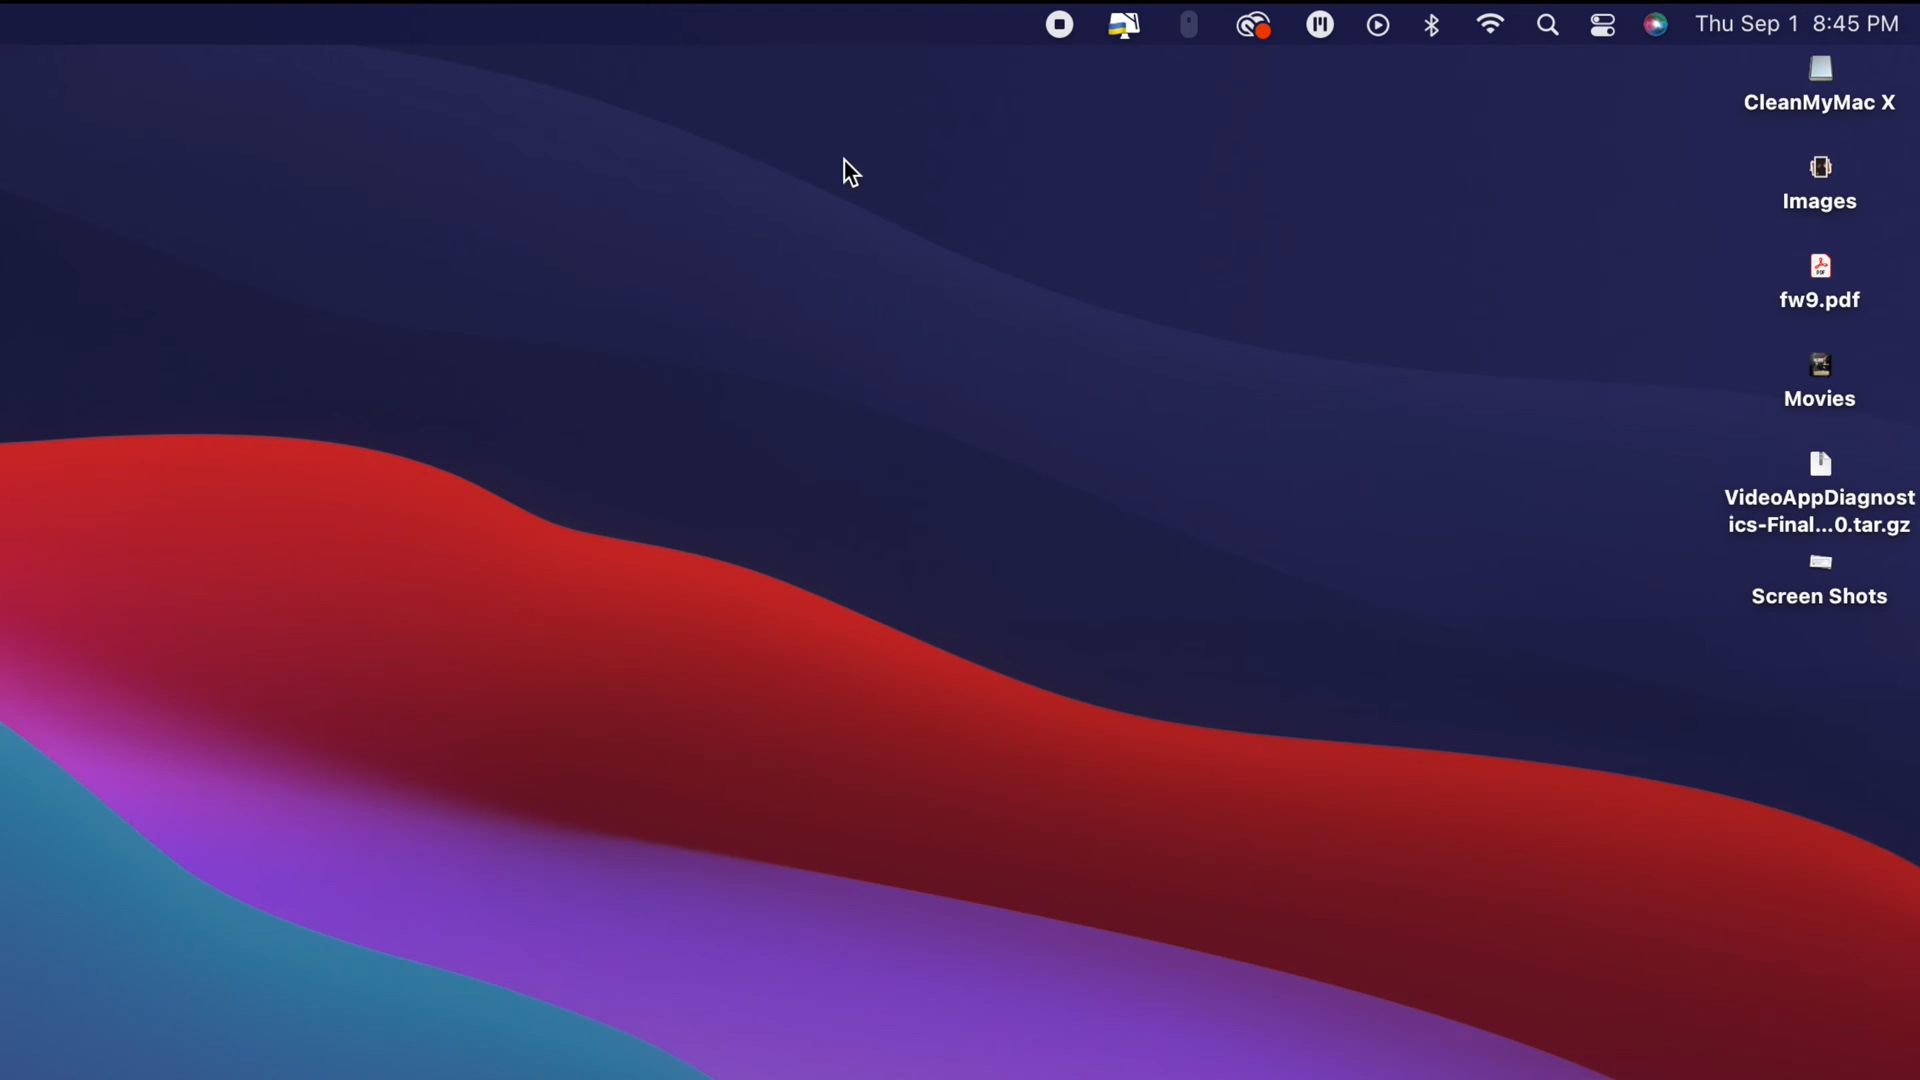 Thu Sep 1 8:45 PM
CleanMyMac X
Images
fw9.pdf
Movies
VideoAppDiagnost
ics-Final...0.tar.gz
Screen Shots